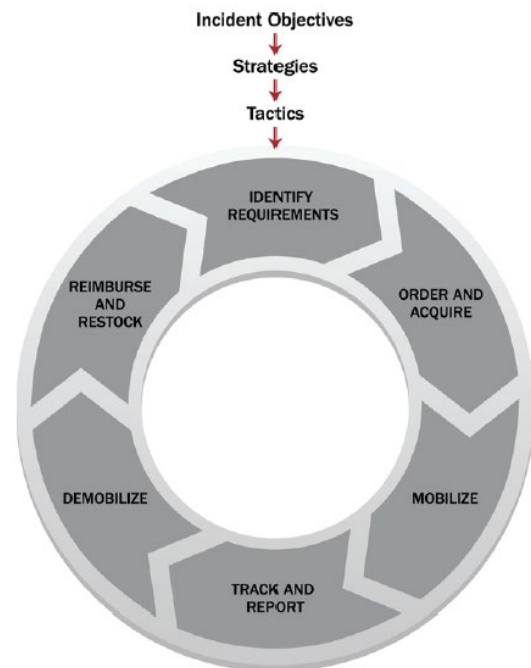 Incident Objectives
Strategies
Tactics
IDENTIFY
REQUIREMENTS
ORDER AND
ACQUIRE
MOBILIZE
TRACK AND
REPORT
DEMOBILIZE
REIMBURSE
AND
RESTOCK